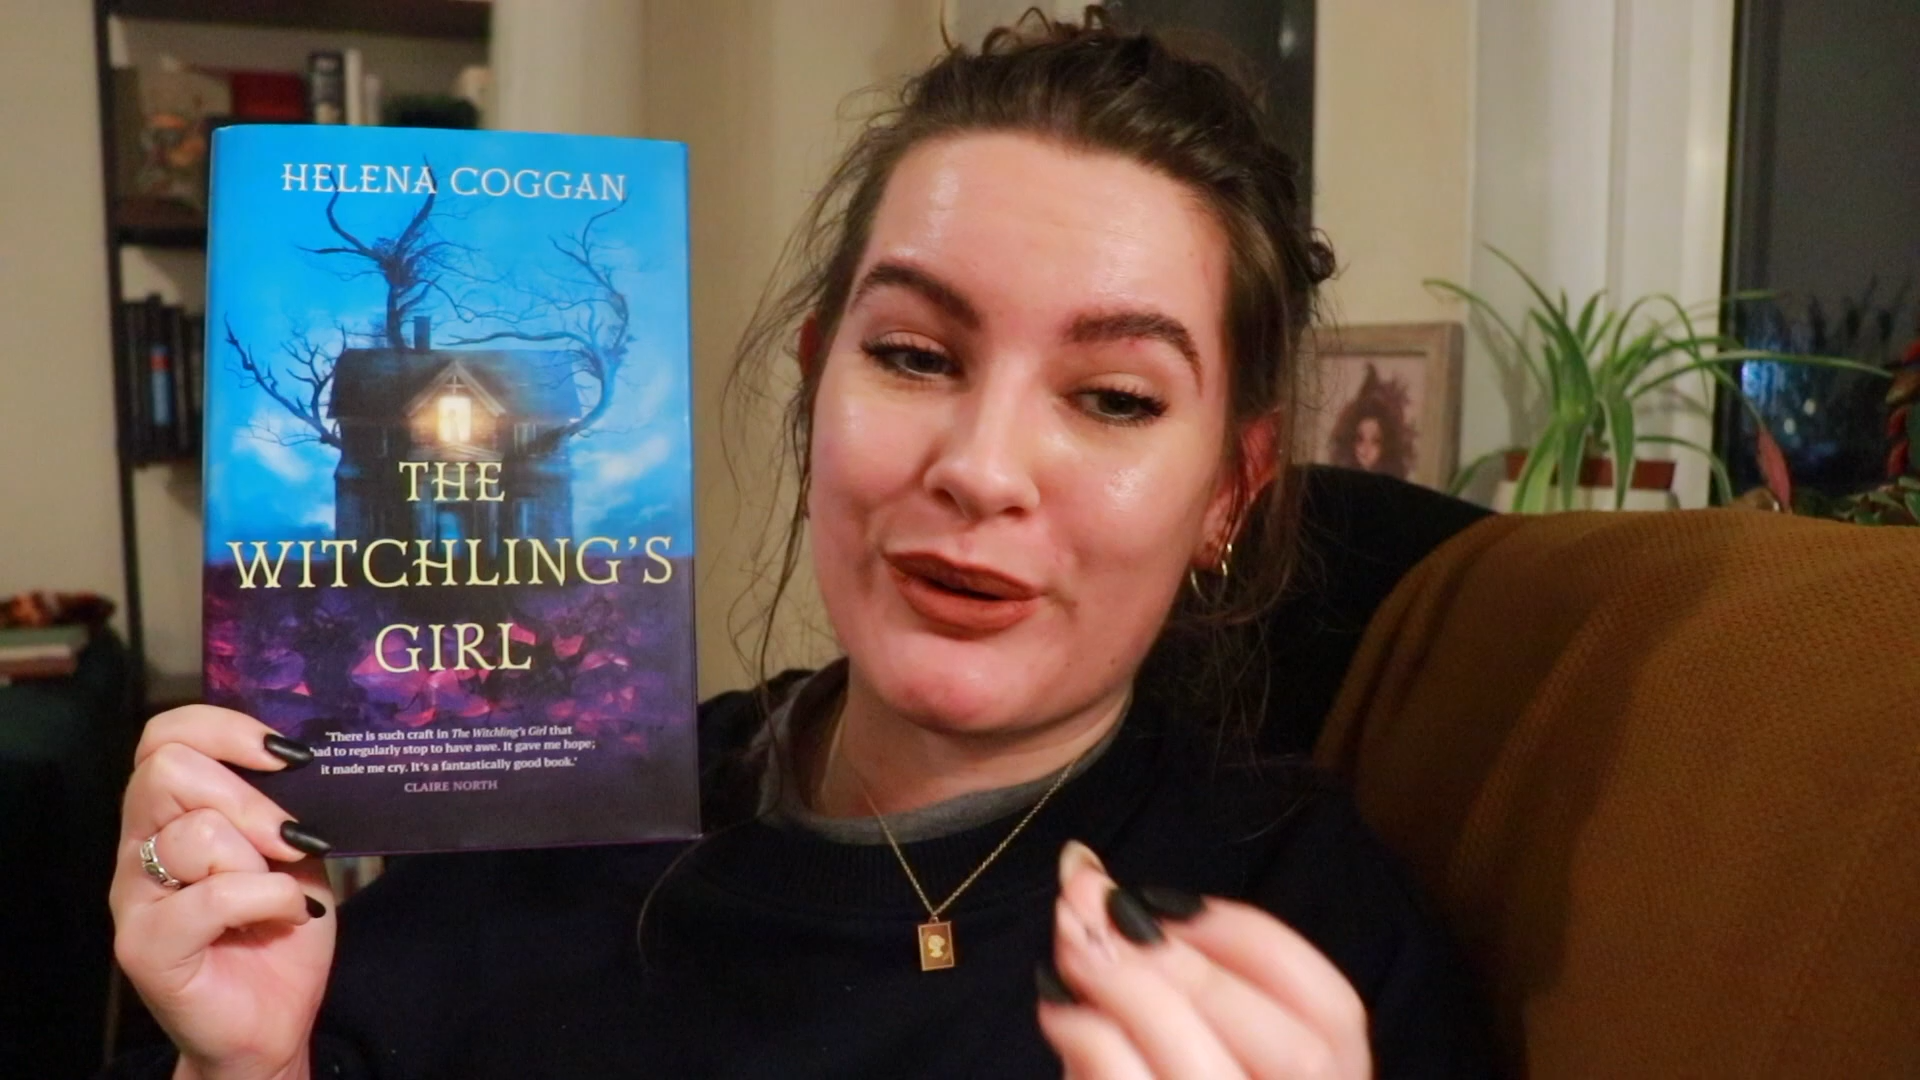 HELENA COGGAN
THE
WITCHLING'S
GIRL
'There is such craft in The Witchling's Girl that
had to regularly stop to have awe. It gave me hope;
it made me cry. It's a fantastically good book.'
CLAIRE NORTH